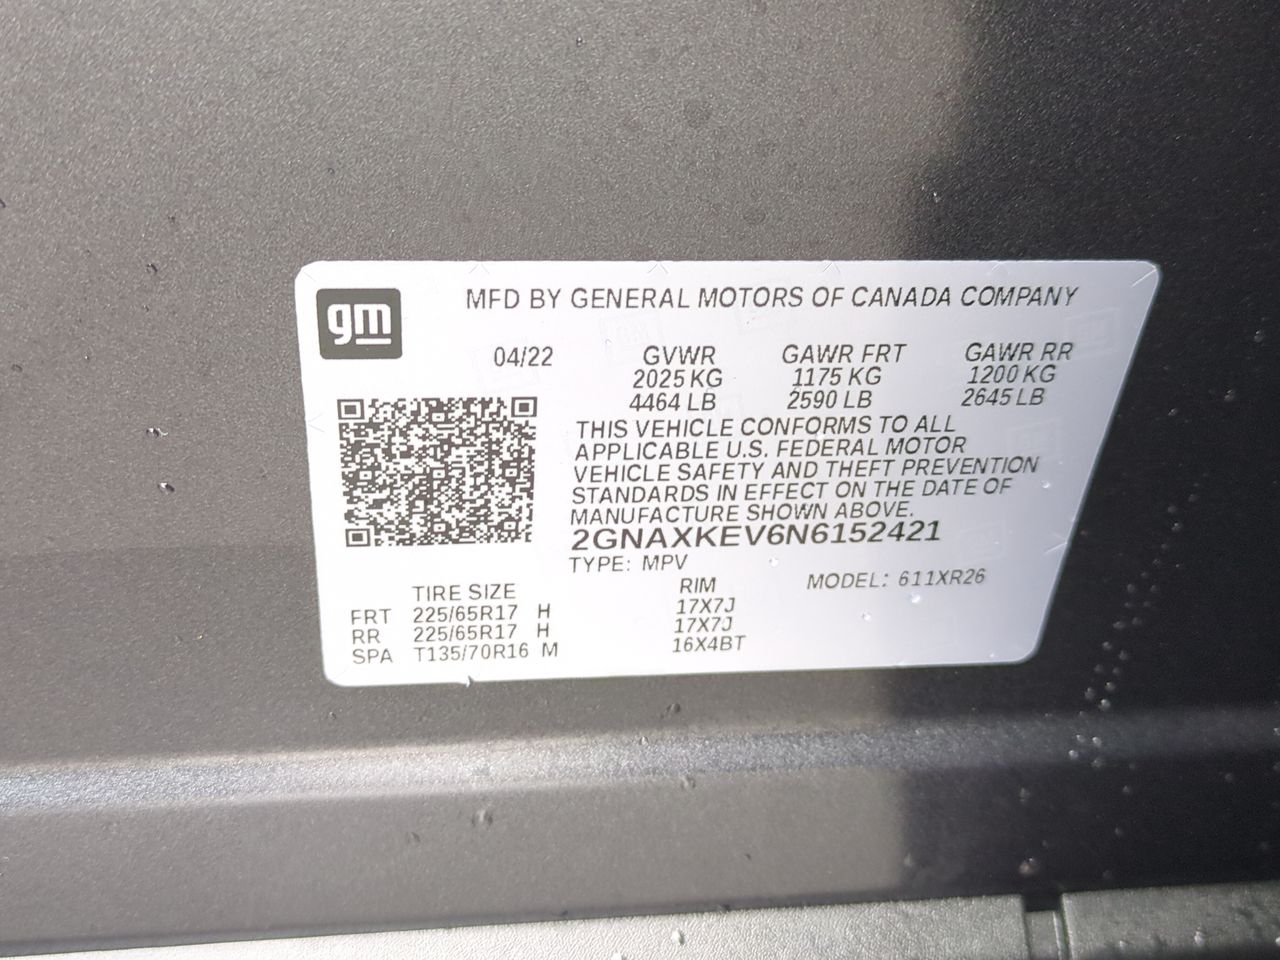 gm
MFD BY GENERAL MOTORS OF CANADA COMPANY
04/22 GVWR GAWR FRT GAWR RR
2025 KG 1175 KG 1200 KG
4464 LB 2590 LB 2645 LB
THIS VEHICLE CONFORMS TO ALL
APPLICABLE U.S. FEDERAL MOTOR
VEHICLE SAFETY AND THEFT PREVENTION
STANDARDS IN EFFECT ON THE DATE OF
MANUFACTURE SHOWN ABOVE.
2GNAXKEV6N6152421
TYPE: MPV MODEL: 611XR26
TIRE SIZE RIM
FRT 225/65R17 H 17X7J
RR 225/65R17 H 17X7J
SPA T135/70R16 M 16X4BT